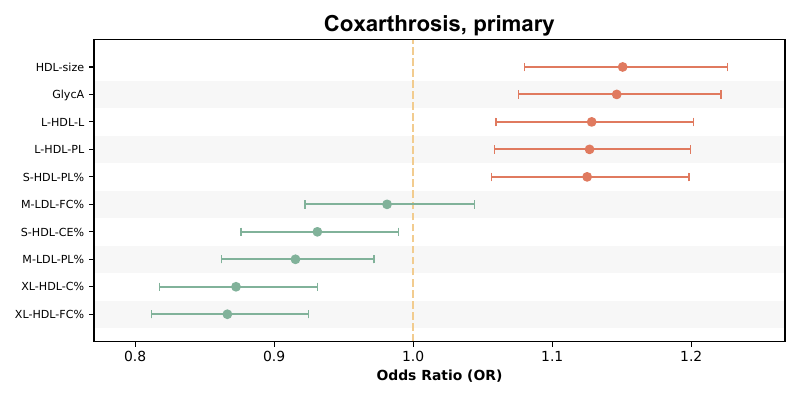 Coxarthrosis, primary
HDL-size
GlycA
L-HDL-L
L-HDL-PL
S-HDL-PL%
M-LDL-FC%
S-HDL-CE%
M-LDL-PL%
XL-HDL-C%
XL-HDL-FC%
0.8 0.9 1.0 1.1 1.2
Odds Ratio (OR)